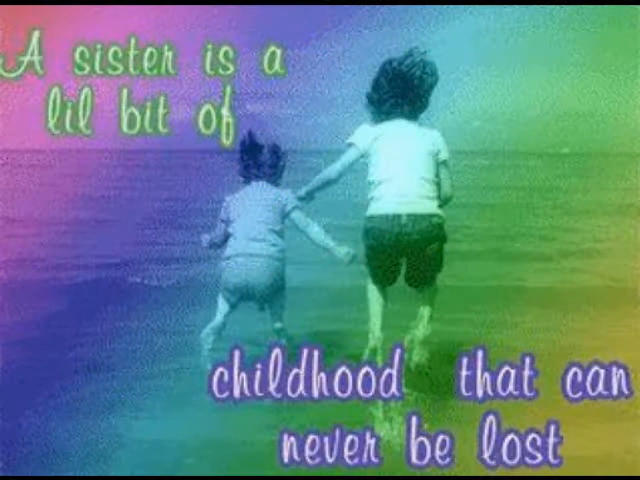 A sister is a
lil bit of
childhood that can
never be lost